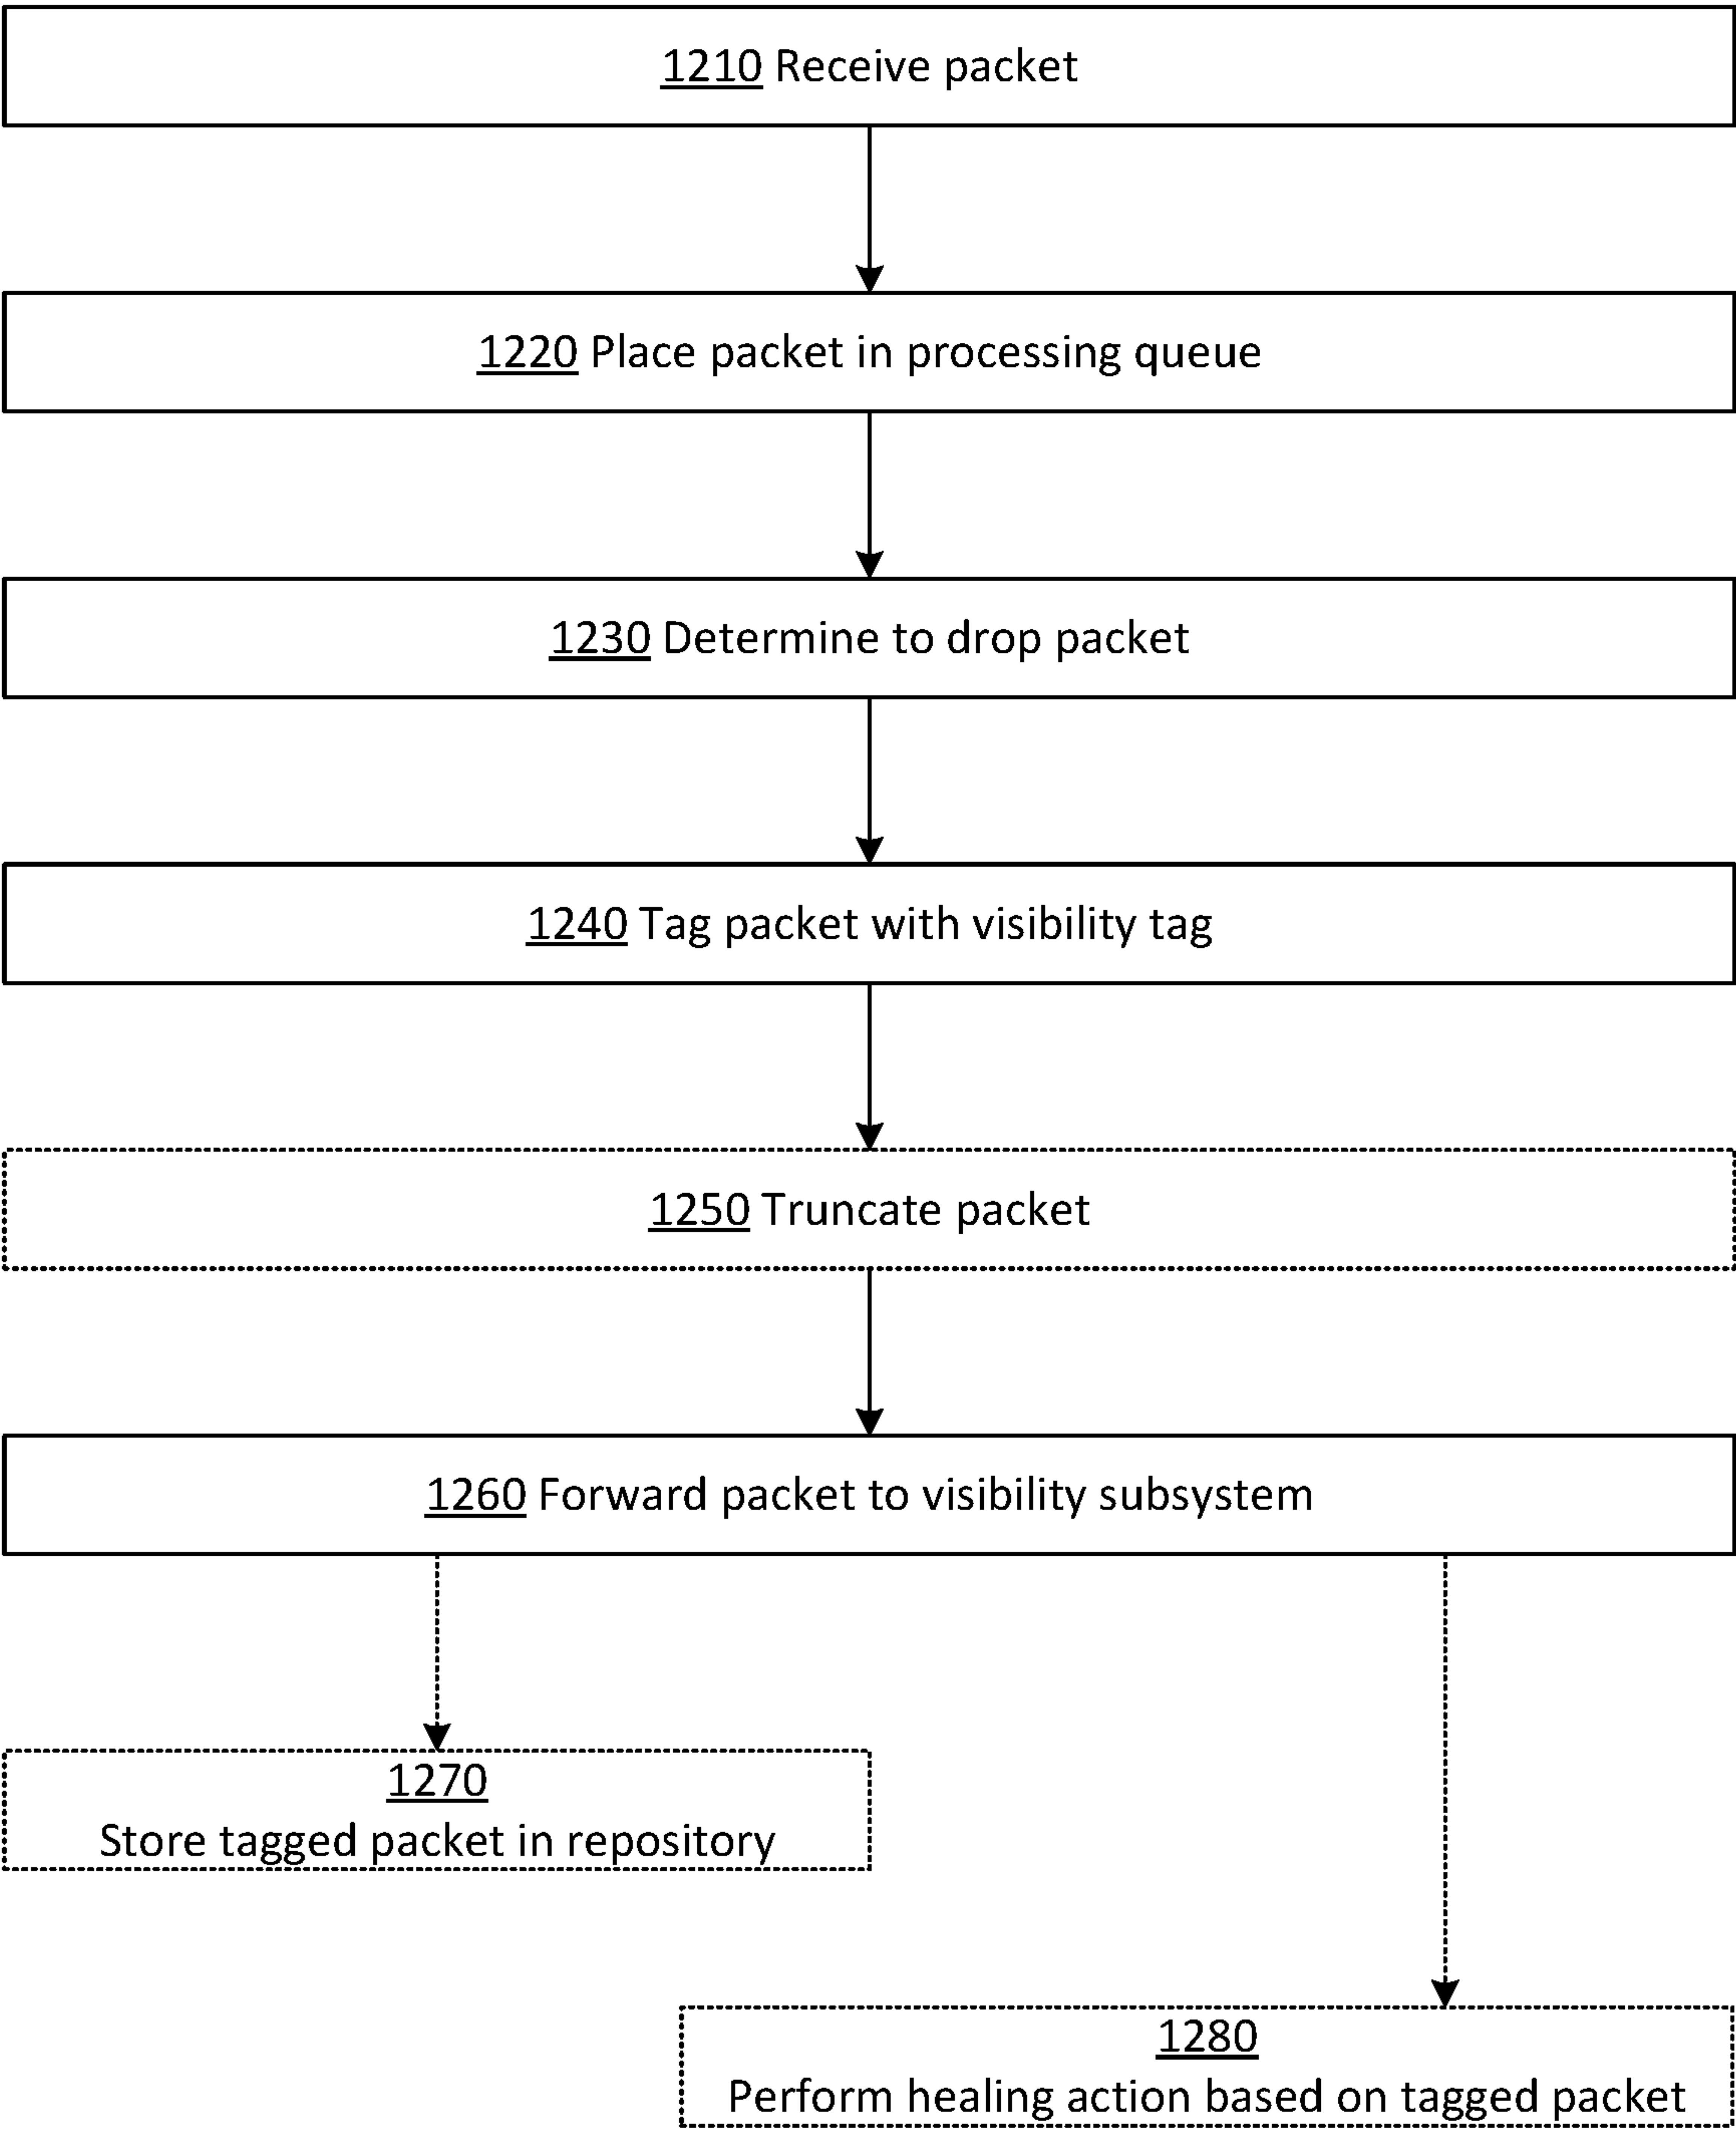 1210 Receive packet
1220 Place packet in processing queue
1230 Determine to drop packet
1240 Tag packet with visibility tag
1250 Truncate packet
1260 Forward packet to visibility subsystem
1270
Store tagged packet in repository
1280
Perform healing action based on tagged packet